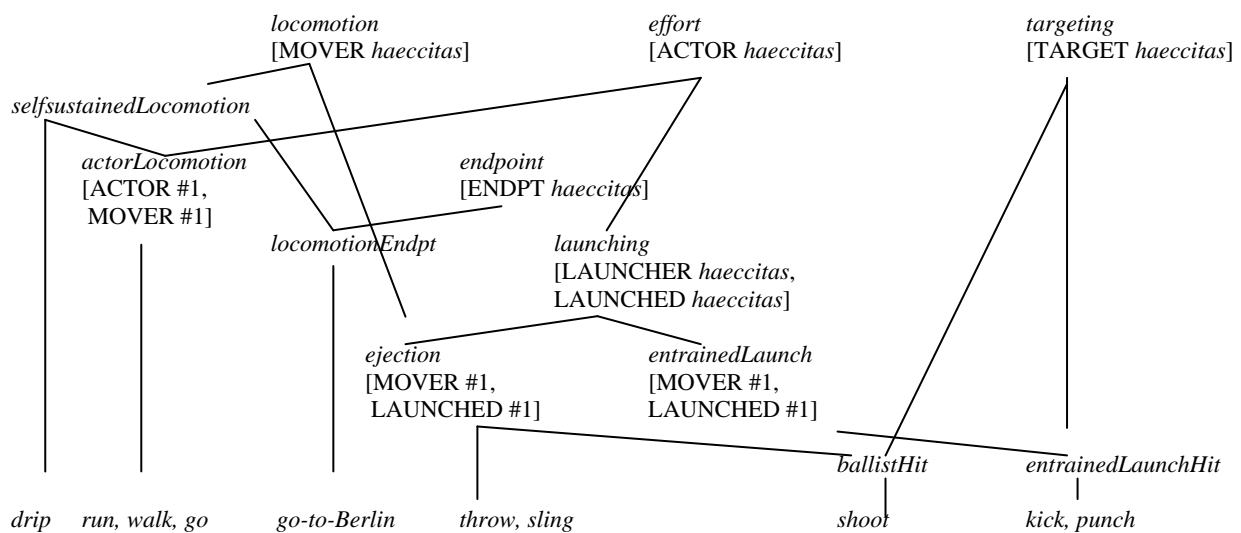 locomotion effort targeting
[MOVER haeccitas] [ACTOR haeccitas] [TARGET haeccitas]
selfsustainedLocomotion
actorLocomotion endpoint
[ACTOR #1, [ENDPT haeccitas]
MOVER #1]
locomotionEndpt launching
[LAUNCHER haeccitas,
LAUNCHED haeccitas]
ejection entrainedLaunch
[MOVER #1, [MOVER #1,
LAUNCHED #1] LAUNCHED #1]
ballistHit entrainedLaunchHit
drip run, walk, go go-to-Berlin throw, sling shoot kick, punch